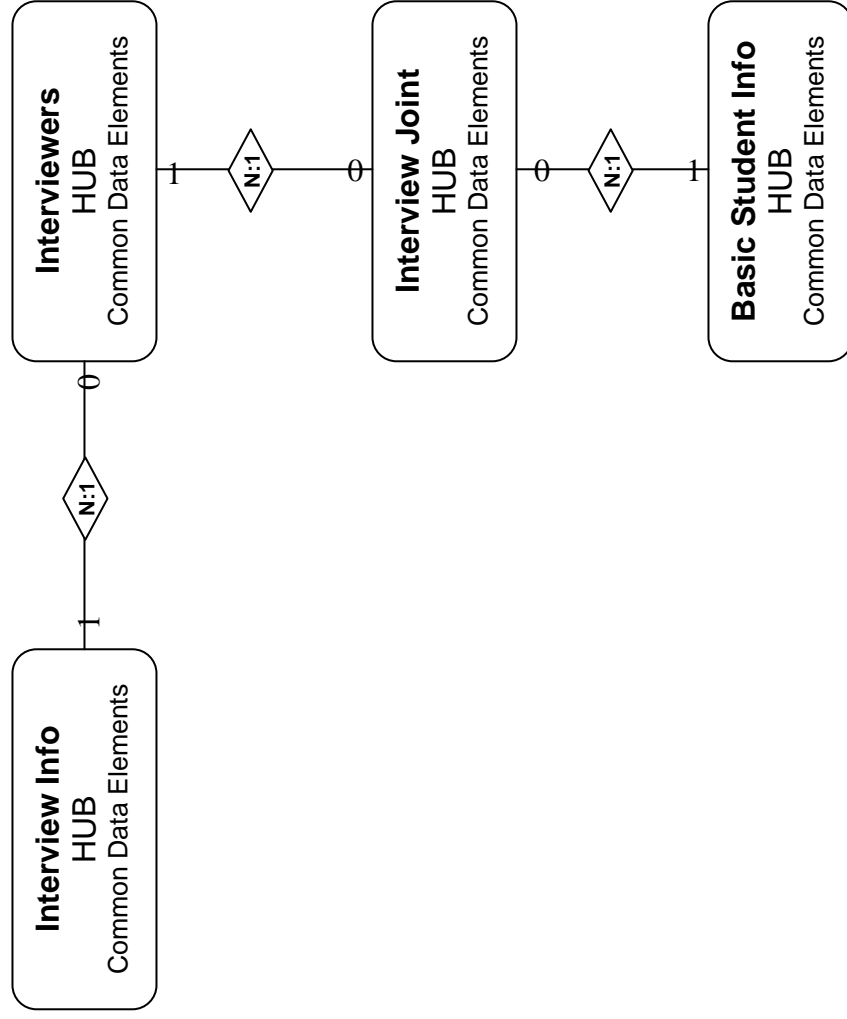 Interview Info
HUB
Common Data Elements
1
N:1
0
Interviewers
HUB
Common Data Elements
1
N:1
0
Interview Joint
HUB
Common Data Elements
0
N:1
1
Basic Student Info
HUB
Common Data Elements